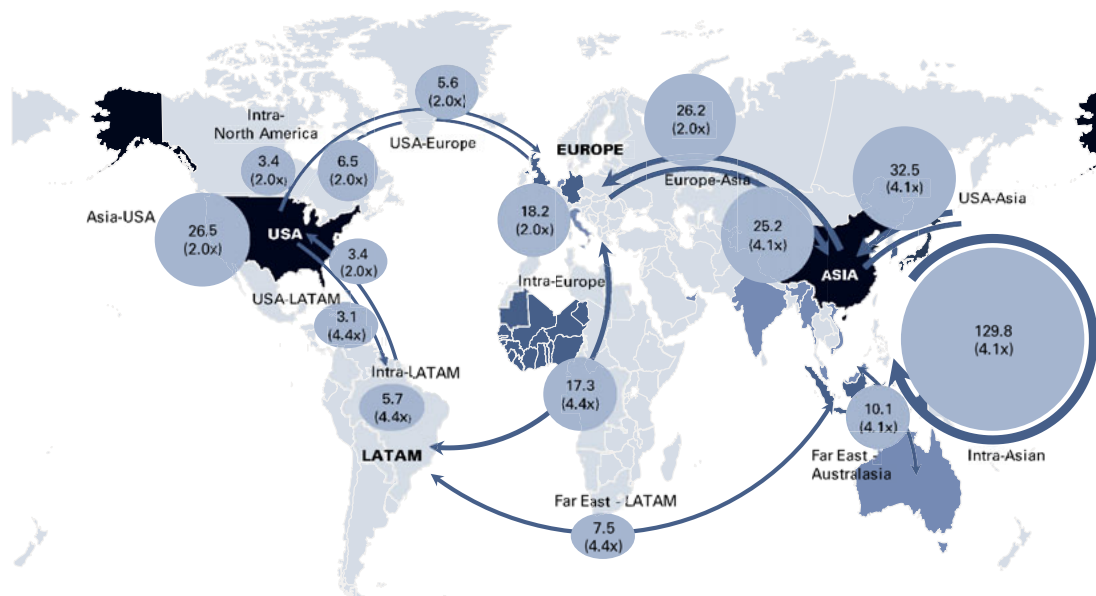 5.6
(2.0x)
26.2
(2.0x)
Intra-
North America
USA-Europe
EUROPE
3.4
(2.0x)
6.5
(2.0x)
32.5
(4.1x)
Europe-Asia
USA-Asia
Asia-USA
26.5
(2.0x)
USA
18.2
(2.0x)
25.2
(4.1x)
3.4
(2.0x)
ASIA
Intra-Europe
USA-LATAM
3.1
(4.4x)
129.8
(4.1x)
Intra-LATAM
5.7
(4.4x)
17.3
(4.4x)
10.1
(4.1x)
LATAM
Far East -
Australasia
Intra-Asian
Far East - LATAM
7.5
(4.4x)